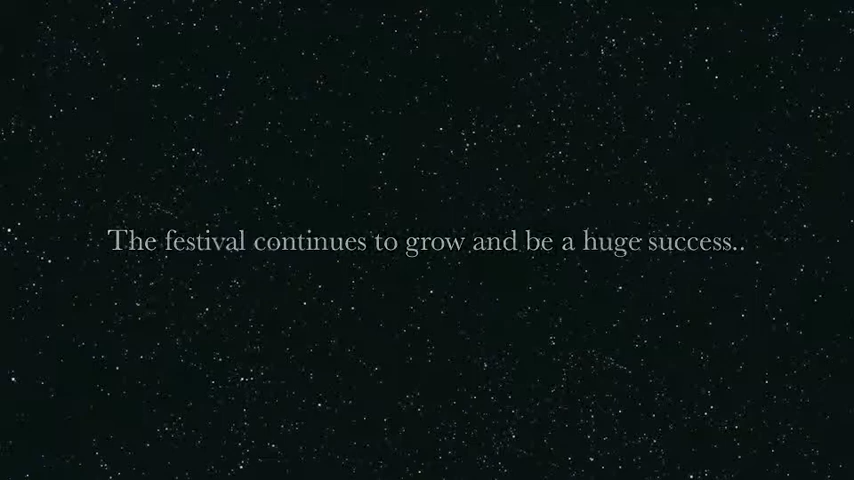 The festival continues to grow and be a huge success..